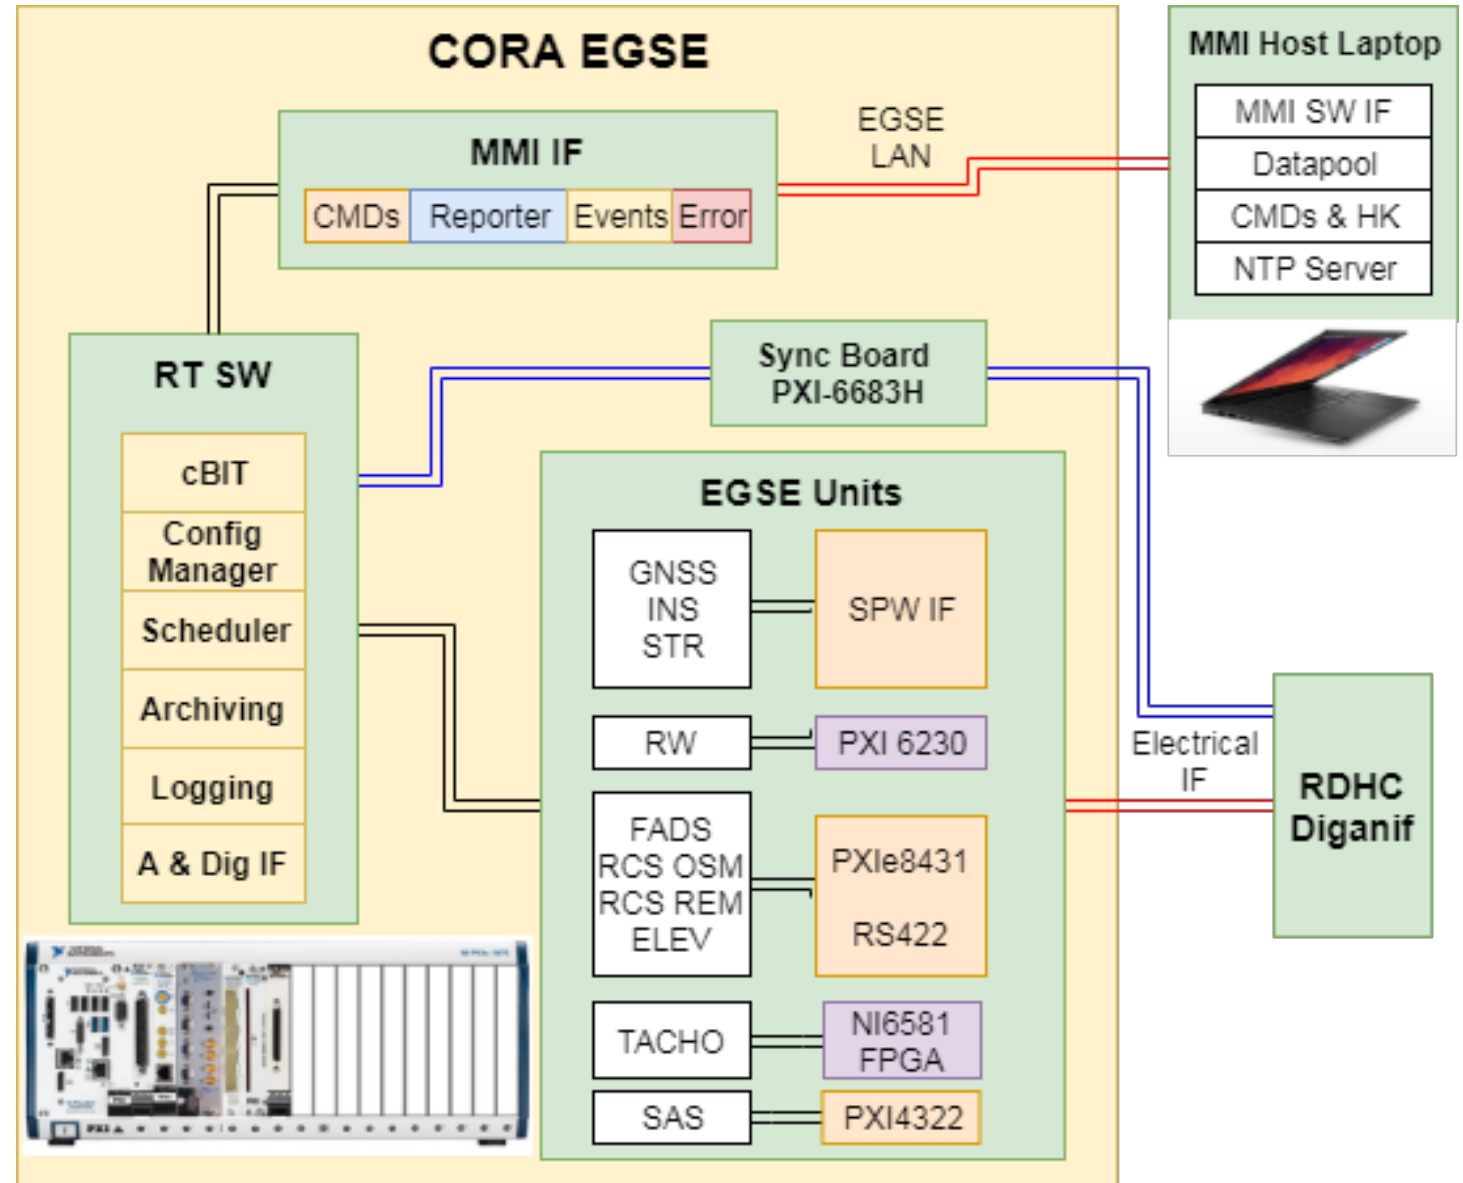 CORA EGSE
MMI Host Laptop
MMI SW IF
Datapool
CMDs & HK
NTP Server
EGSE
LAN
MMI IF
CMDs Reporter Events Error
RT SW
cBIT
Config
Manager
Scheduler
Archiving
Logging
A & Dig IF
Sync Board
PXI-6683H
EGSE Units
GNSS
INS
STR
SPW IF
RW
PXI 6230
FADS
RCS OSM
RCS REM
ELEV
PXIe8431
RS422
TACHO
NI6581
FPGA
SAS
PXI4322
Electrical
IF
RDHC
Diganif
PXI